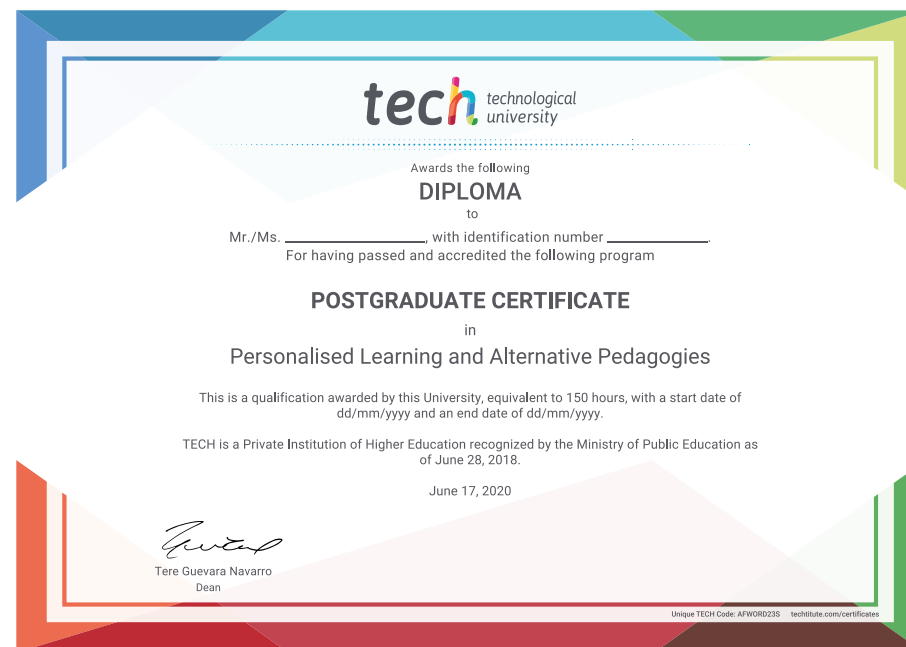 tech technological
university
Awards the following
DIPLOMA
to
Mr./Ms. __________________, with identification number _____________.
For having passed and accredited the following program
POSTGRADUATE CERTIFICATE
in
Personalised Learning and Alternative Pedagogies
This is a qualification awarded by this University, equivalent to 150 hours, with a start date of
dd/mm/yyyy and an end date of dd/mm/yyyy.
TECH is a Private Institution of Higher Education recognized by the Ministry of Public Education as
of June 28, 2018.
June 17, 2020
Tere Guevara Navarro
Dean
Unique TECH Code: AFWORD23S techtitute.com/certificates